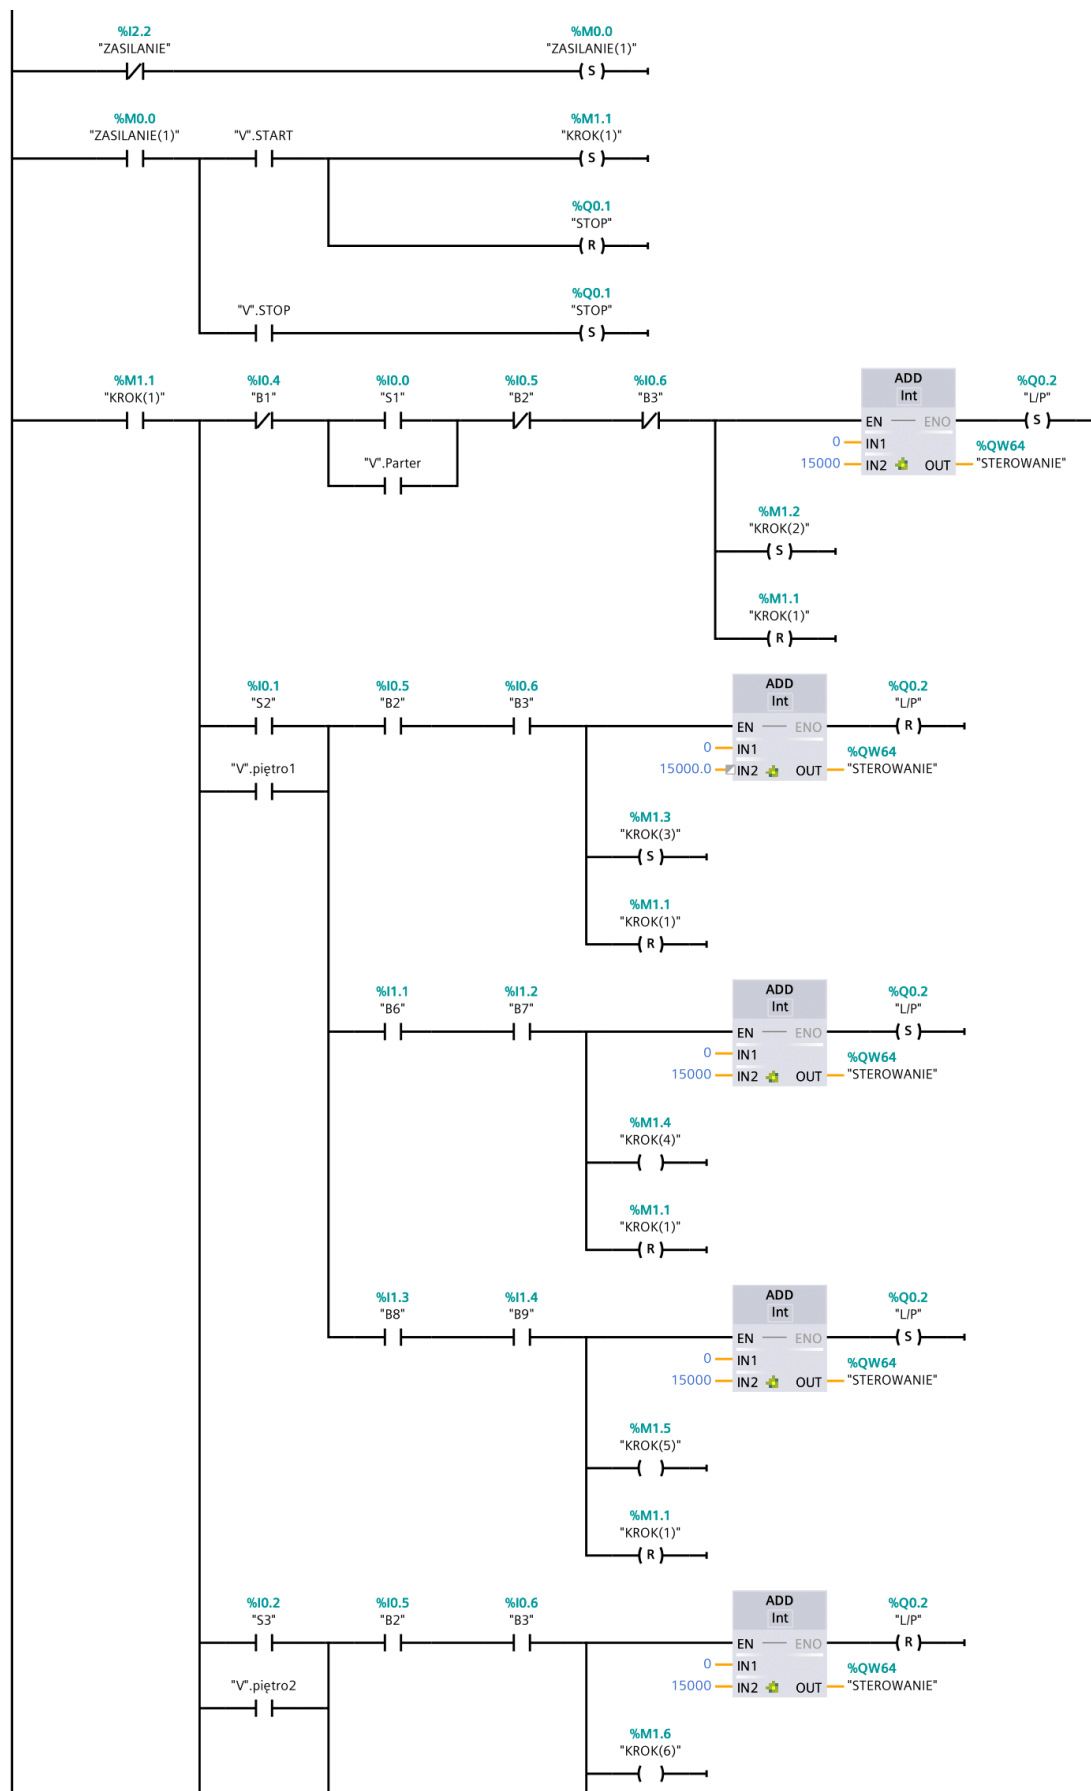 %I2.2 %M0.0
"ZASILANIE" "ZASILANIE(1)"
S
%M0.0 %M1.1
"ZASILANIE(1)" "V".START "KROK(1)"
S
%Q0.1
"STOP"
R
%Q0.1
"V".STOP "STOP"
S
%M1.1 %I0.4 %I0.0 %I0.5 %I0.6 ADD %Q0.2
"KROK(1)" "B1" "S1" "B2" "B3" Int "L/P"
EN ENO S
0 IN1 %QW64
"V".Parter 15000 IN2 OUT "STEROWANIE"
%M1.2
"KROK(2)"
S
%M1.1
"KROK(1)"
R
%I0.1 %I0.5 %I0.6 ADD %Q0.2
"S2" "B2" "B3" Int "L/P"
EN ENO R
0 IN1 %QW64
"V".piętro1 15000.0 IN2 OUT "STEROWANIE"
%M1.3
"KROK(3)"
S
%M1.1
"KROK(1)"
R
%I1.1 %I1.2 ADD %Q0.2
"B6" "B7" Int "L/P"
EN ENO S
0 IN1 %QW64
15000 IN2 OUT "STEROWANIE"
%M1.4
"KROK(4)"
%M1.1
"KROK(1)"
R
%I1.3 %I1.4 ADD %Q0.2
"B8" "B9" Int "L/P"
EN ENO S
0 IN1 %QW64
15000 IN2 OUT "STEROWANIE"
%M1.5
"KROK(5)"
%M1.1
"KROK(1)"
R
%I0.2 %I0.5 %I0.6 ADD %Q0.2
"S3" "B2" "B3" Int "L/P"
EN ENO R
0 IN1 %QW64
"V".piętro2 15000 IN2 OUT "STEROWANIE"
%M1.6
"KROK(6)"